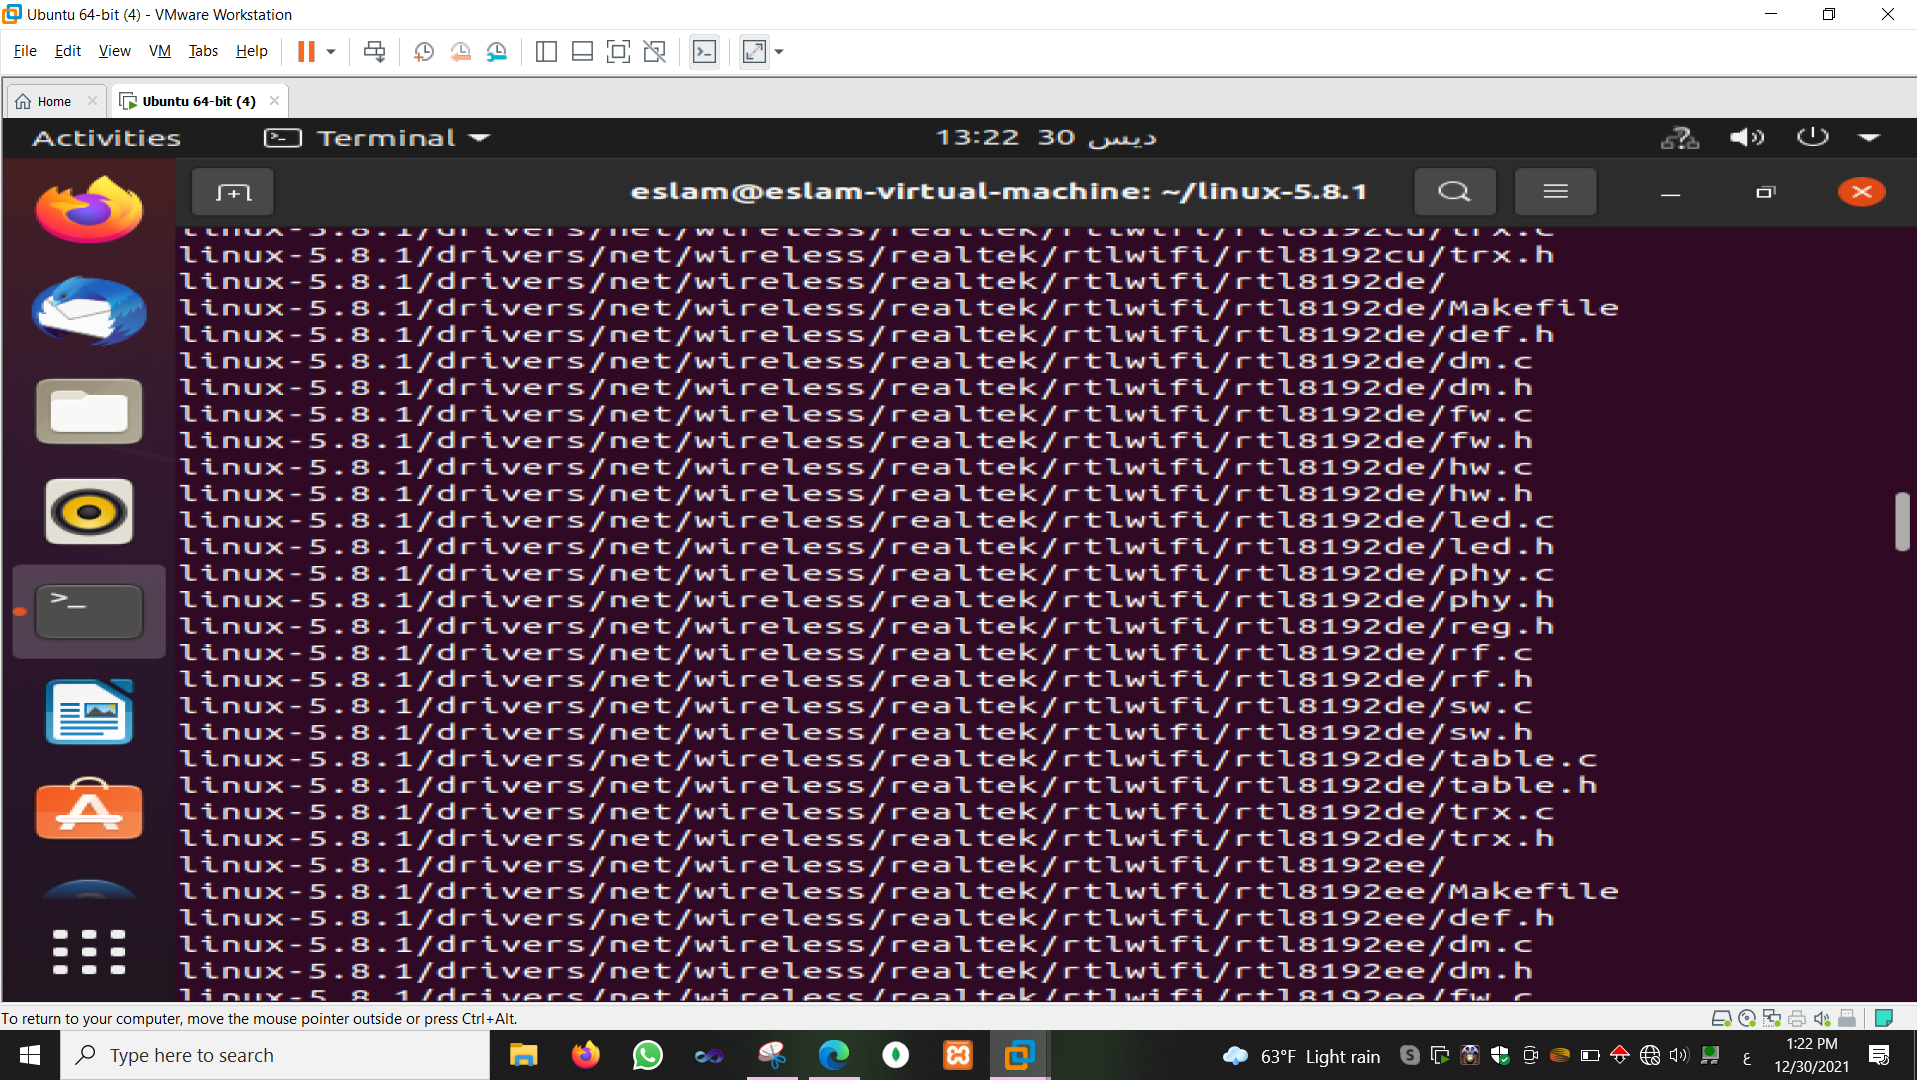 Ubuntu 64-bit (4) - VMware Workstation
File Edit View VM Tabs Help
Home
Ubuntu 64-bit (4)
Activities
Terminal
13:22 30 ديس
eslam@eslam-virtual-machine: ~/linux-5.8.1
linux-5.8.1/drivers/net/wireless/realtek/rtlwifi/rtl8192cu/trx.c
linux-5.8.1/drivers/net/wireless/realtek/rtlwifi/rtl8192cu/trx.h
linux-5.8.1/drivers/net/wireless/realtek/rtlwifi/rtl8192de/
linux-5.8.1/drivers/net/wireless/realtek/rtlwifi/rtl8192de/Makefile
linux-5.8.1/drivers/net/wireless/realtek/rtlwifi/rtl8192de/def.h
linux-5.8.1/drivers/net/wireless/realtek/rtlwifi/rtl8192de/dm.c
linux-5.8.1/drivers/net/wireless/realtek/rtlwifi/rtl8192de/dm.h
linux-5.8.1/drivers/net/wireless/realtek/rtlwifi/rtl8192de/fw.c
linux-5.8.1/drivers/net/wireless/realtek/rtlwifi/rtl8192de/fw.h
linux-5.8.1/drivers/net/wireless/realtek/rtlwifi/rtl8192de/hw.c
linux-5.8.1/drivers/net/wireless/realtek/rtlwifi/rtl8192de/hw.h
linux-5.8.1/drivers/net/wireless/realtek/rtlwifi/rtl8192de/led.c
linux-5.8.1/drivers/net/wireless/realtek/rtlwifi/rtl8192de/led.h
linux-5.8.1/drivers/net/wireless/realtek/rtlwifi/rtl8192de/phy.c
linux-5.8.1/drivers/net/wireless/realtek/rtlwifi/rtl8192de/phy.h
linux-5.8.1/drivers/net/wireless/realtek/rtlwifi/rtl8192de/reg.h
linux-5.8.1/drivers/net/wireless/realtek/rtlwifi/rtl8192de/rf.c
linux-5.8.1/drivers/net/wireless/realtek/rtlwifi/rtl8192de/rf.h
linux-5.8.1/drivers/net/wireless/realtek/rtlwifi/rtl8192de/sw.c
linux-5.8.1/drivers/net/wireless/realtek/rtlwifi/rtl8192de/sw.h
linux-5.8.1/drivers/net/wireless/realtek/rtlwifi/rtl8192de/table.c
linux-5.8.1/drivers/net/wireless/realtek/rtlwifi/rtl8192de/table.h
linux-5.8.1/drivers/net/wireless/realtek/rtlwifi/rtl8192de/trx.c
linux-5.8.1/drivers/net/wireless/realtek/rtlwifi/rtl8192de/trx.h
linux-5.8.1/drivers/net/wireless/realtek/rtlwifi/rtl8192ee/
linux-5.8.1/drivers/net/wireless/realtek/rtlwifi/rtl8192ee/Makefile
linux-5.8.1/drivers/net/wireless/realtek/rtlwifi/rtl8192ee/def.h
linux-5.8.1/drivers/net/wireless/realtek/rtlwifi/rtl8192ee/dm.c
linux-5.8.1/drivers/net/wireless/realtek/rtlwifi/rtl8192ee/dm.h
linux-5.8.1/drivers/net/wireless/realtek/rtlwifi/rtl8192ee/fw.c
To return to your computer, move the mouse pointer outside or press Ctrl+Alt.
Type here to search
63°F Light rain
ع
1:22 PM
12/30/2021